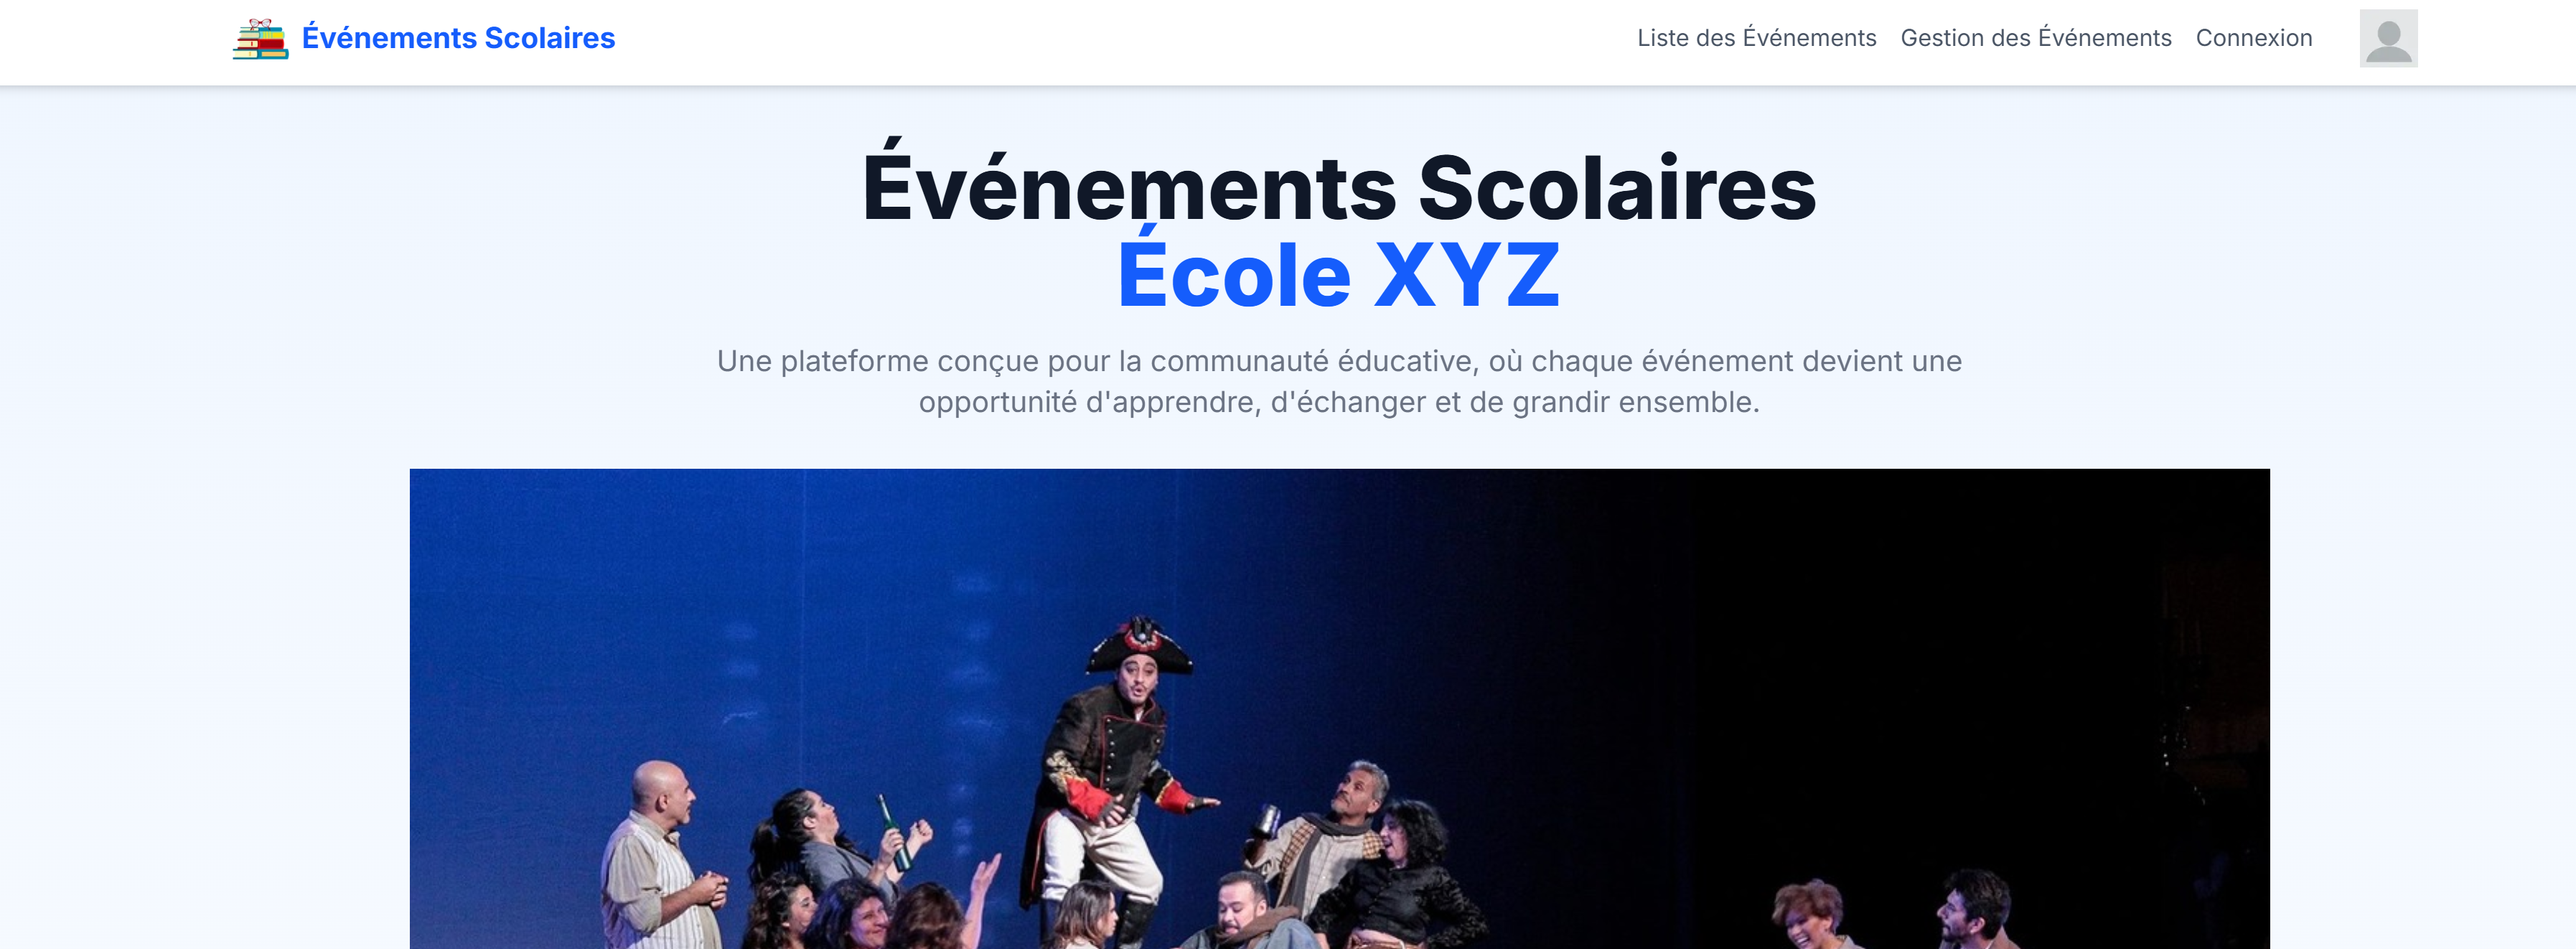 Événements Scolaires
Liste des Événements
Gestion des Événements
Connexion
Événements Scolaires
École XYZ
Une plateforme conçue pour la communauté éducative, où chaque événement devient une
opportunité d'apprendre, d'échanger et de grandir ensemble.